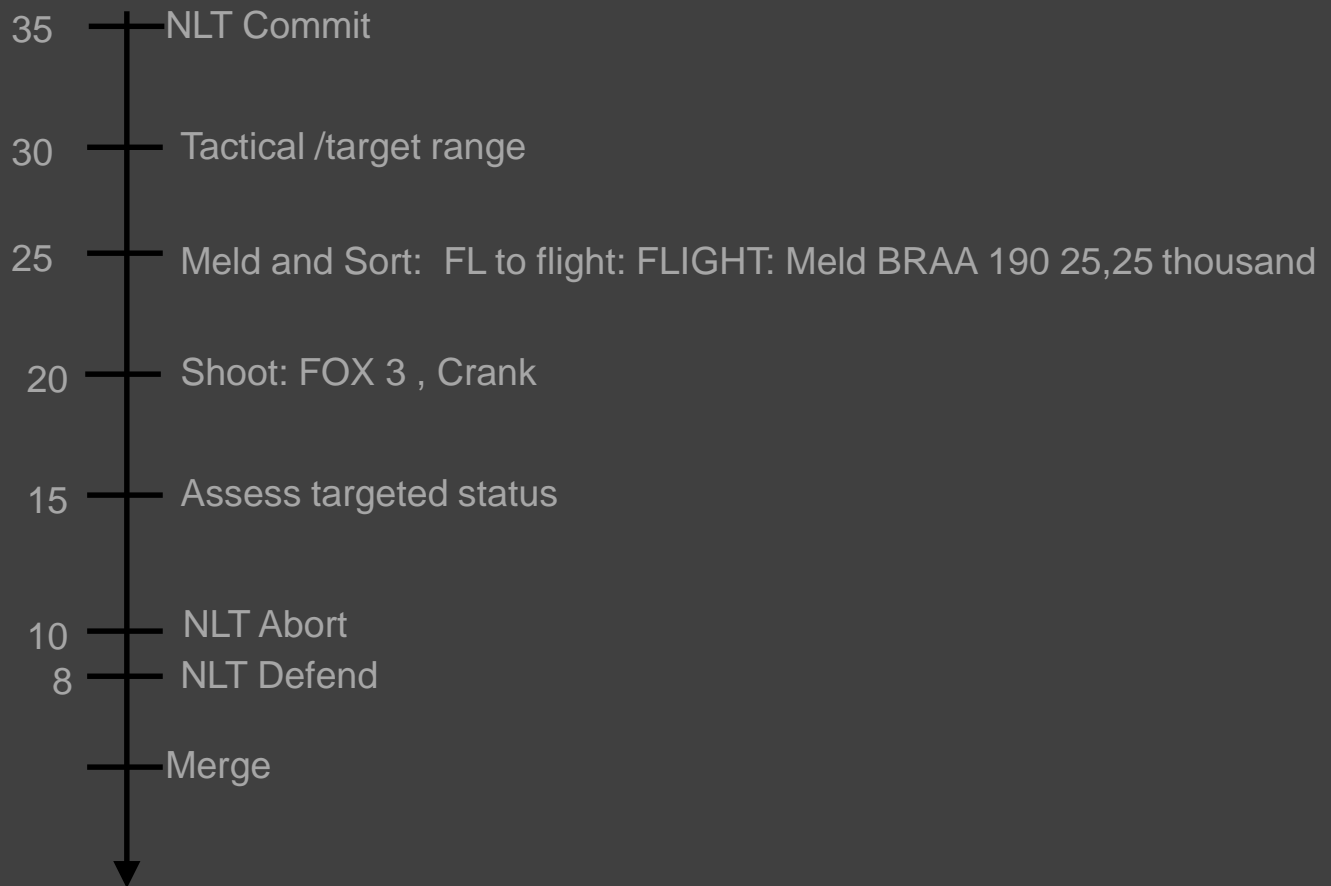 35 NLT Commit
30 Tactical /target range
25 Meld and Sort: FL to flight: FLIGHT: Meld BRAA 190 25,25 thousand
20 Shoot: FOX 3 , Crank
15 Assess targeted status
10 NLT Abort
8 NLT Defend
Merge